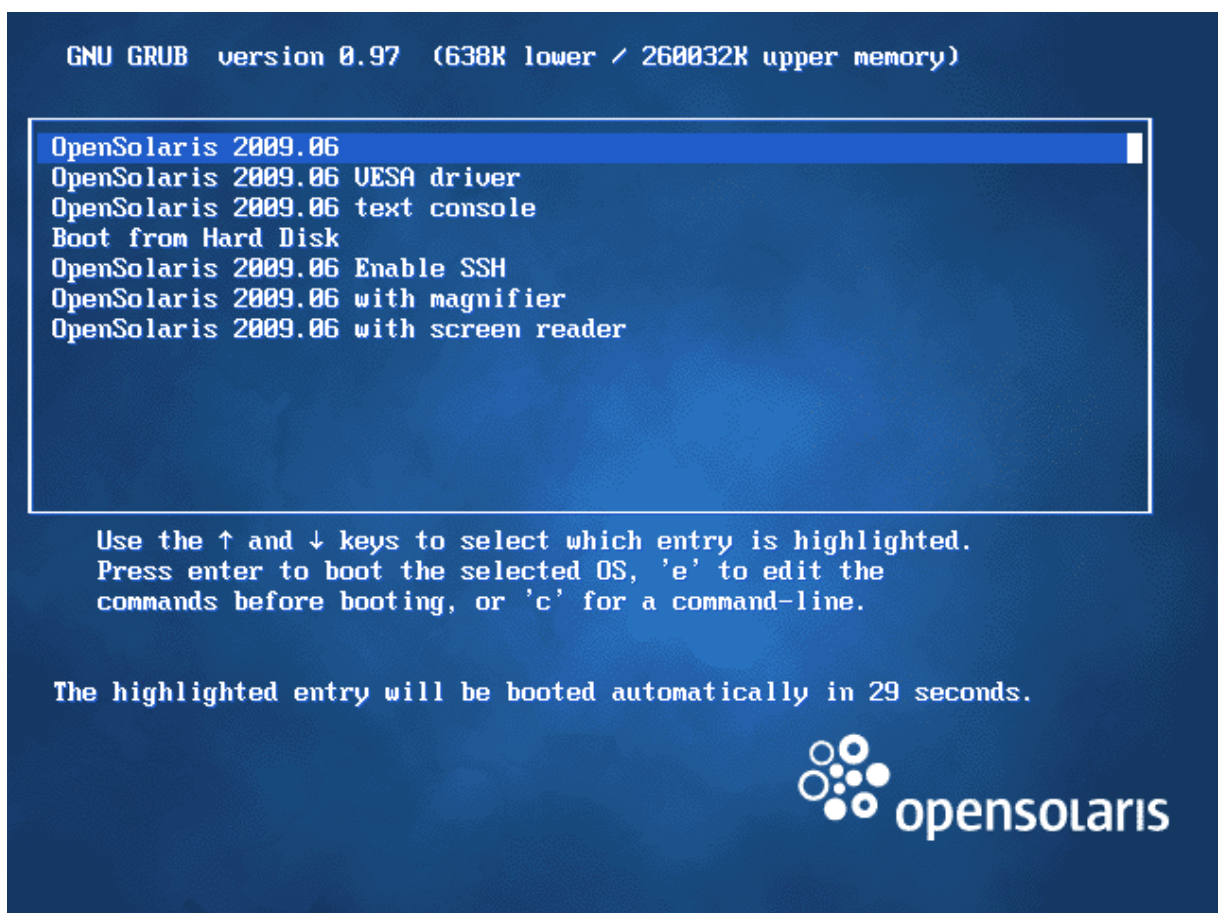 GNU GRUB version 0.97 (638K lower / 260032K upper memory)
OpenSolaris 2009.06
OpenSolaris 2009.06 VESA driver
OpenSolaris 2009.06 text console
Boot from Hard Disk
OpenSolaris 2009.06 Enable SSH
OpenSolaris 2009.06 with magnifier
OpenSolaris 2009.06 with screen reader
Use the ↑ and ↓ keys to select which entry is highlighted.
Press enter to boot the selected OS, 'e' to edit the
commands before booting, or 'c' for a command-line.
The highlighted entry will be booted automatically in 29 seconds.
opensolaris